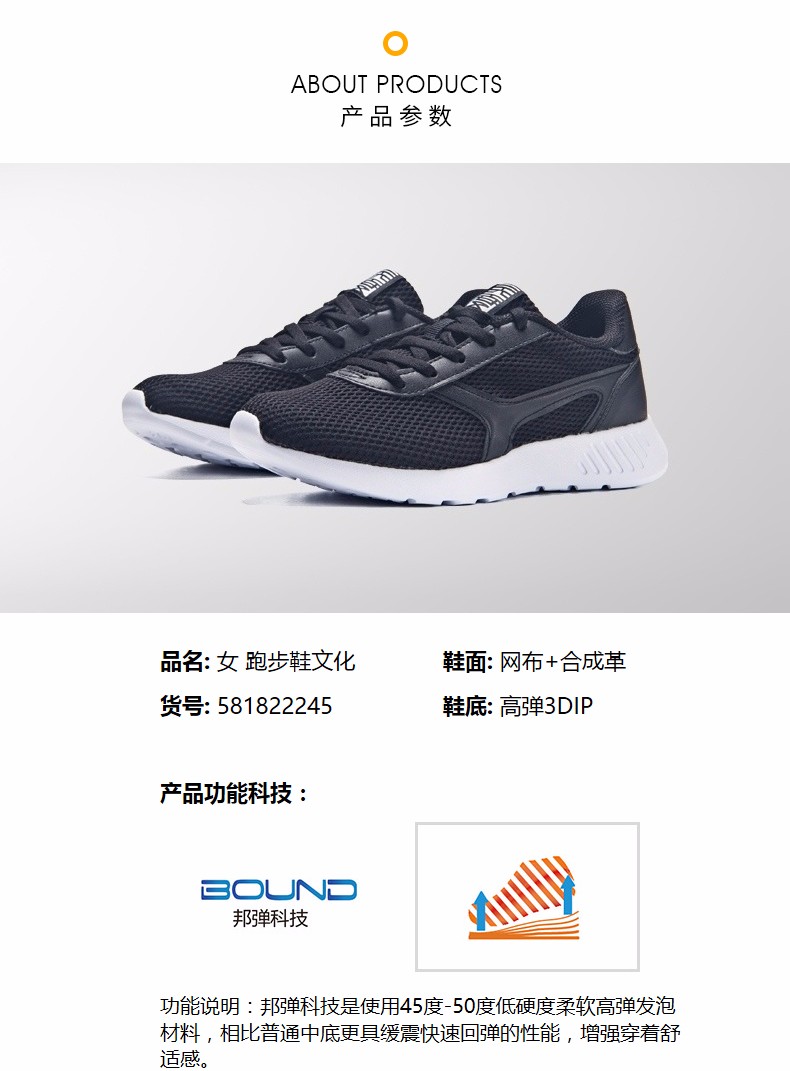 ABOUT PRODUCTS
产品参数
品名: 女 跑步鞋文化
鞋面: 网布+合成革
货号: 581822245
鞋底: 高弹3DIP
产品功能科技：
BOUND
邦弹科技
功能说明：邦弹科技是使用45度-50度低硬度柔软高弹发泡
材料，相比普通中底更具缓震快速回弹的性能，增强穿着舒
适感。